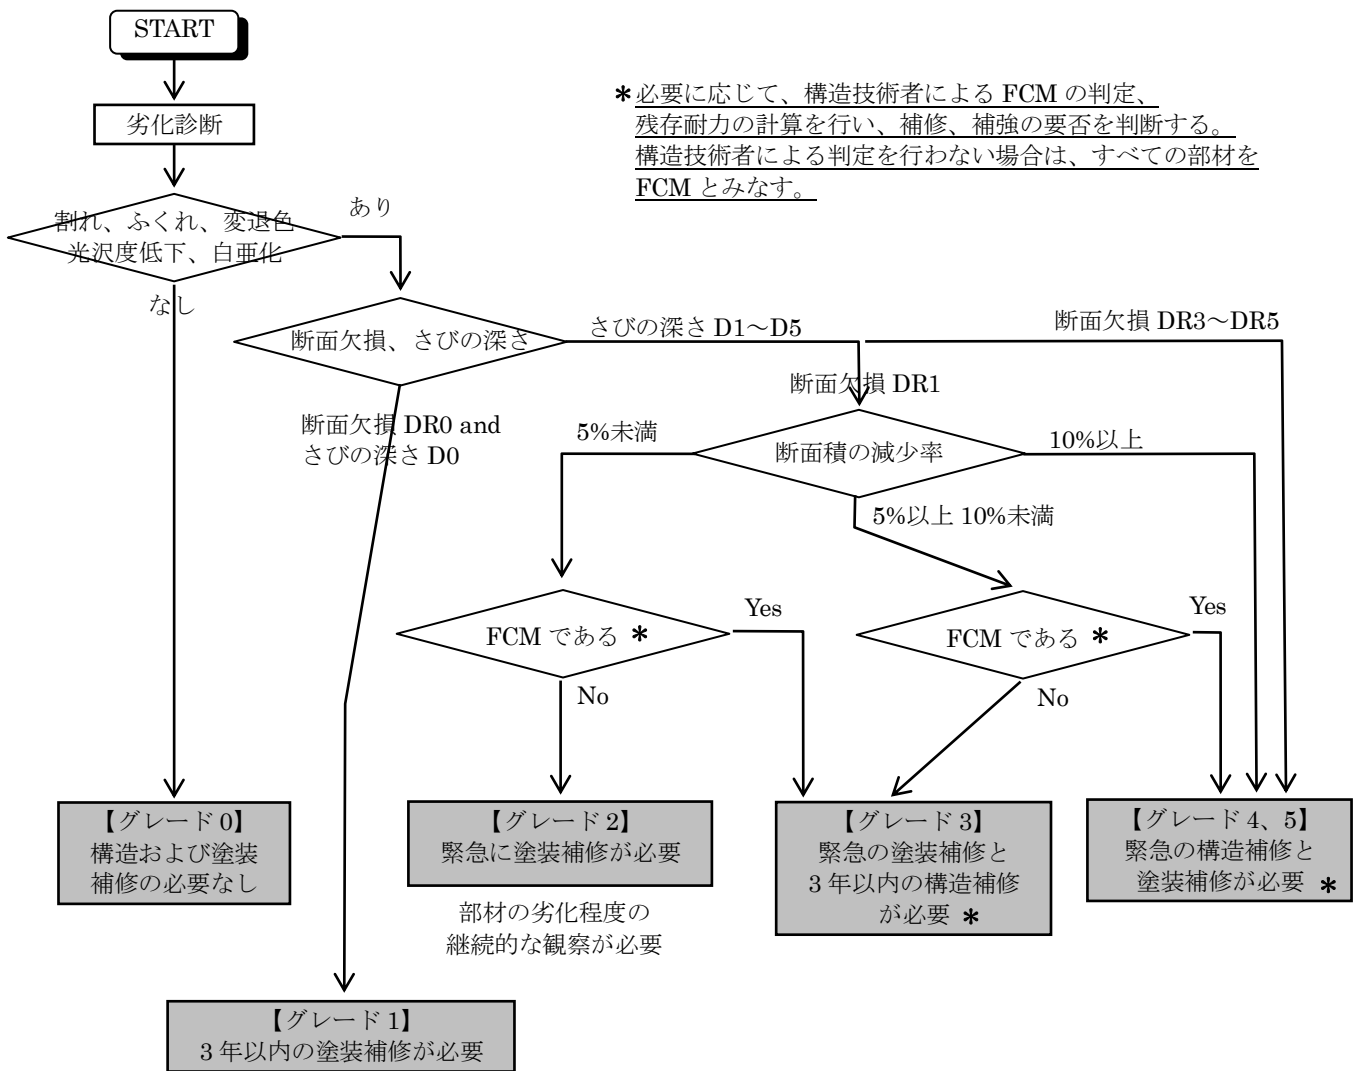 START
劣化診断
＊必要に応じて、構造技術者による FCM の判定、
残存耐力の計算を行い、補修、補強の要否を判断する。
構造技術者による判定を行わない場合は、すべての部材を
FCM とみなす。
割れ、ふくれ、変退色
光沢度低下、白亜化
あり
なし
断面欠損、さびの深さ
さびの深さ D1～D5
断面欠損 DR3～DR5
断面欠損 DR1
断面欠損 DR0 and
さびの深さ D0
5%未満
断面積の減少率
10%以上
5%以上 10%未満
FCM である ＊
Yes
No
FCM である ＊
Yes
No
【グレード 0】
構造および塗装
補修の必要なし
【グレード 2】
緊急に塗装補修が必要
部材の劣化程度の
継続的な観察が必要
【グレード 3】
緊急の塗装補修と
3 年以内の構造補修
が必要 ＊
【グレード 4、5】
緊急の構造補修と
塗装補修が必要 ＊
【グレード 1】
3 年以内の塗装補修が必要